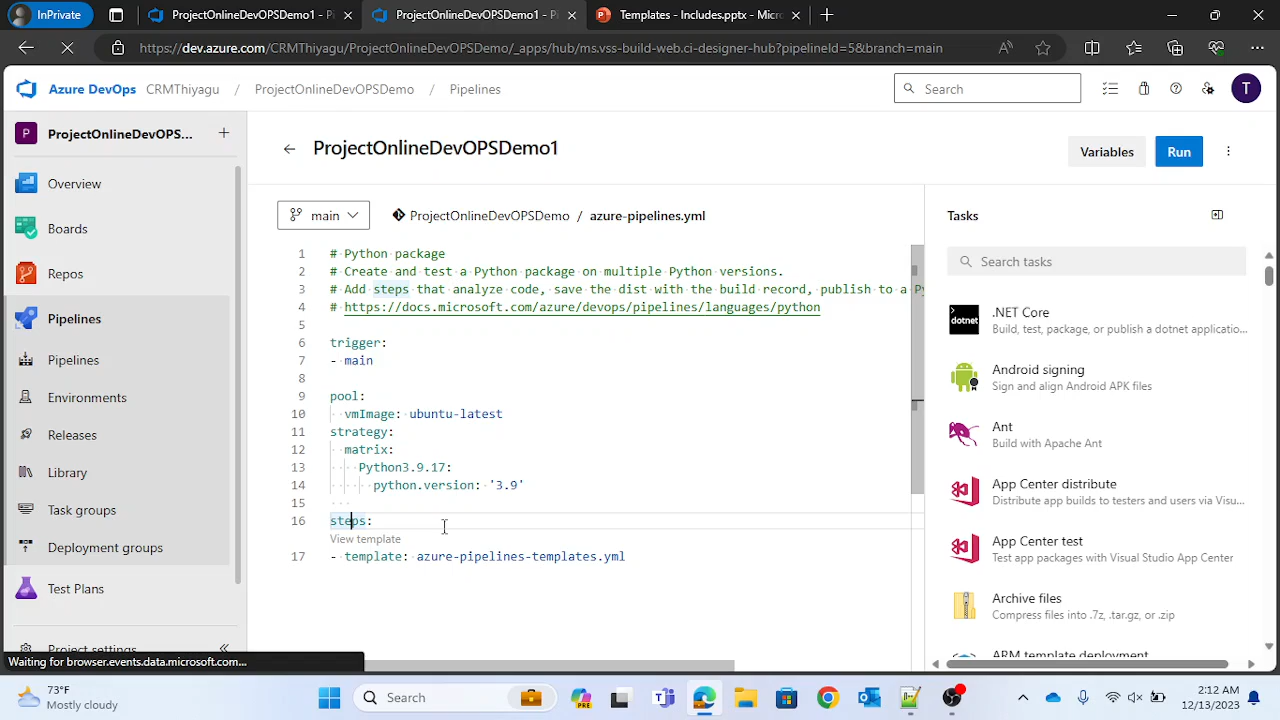 InPrivate
ProjectOnlineDevOPSDemo1 - Pi
ProjectOnlineDevOPSDemo1 - Pi
Templates - Includes.pptx - Micro
https://dev.azure.com/CRMThiyagu/ProjectOnlineDevOPSDemo/_apps/hub/ms.vss-build-web.ci-designer-hub?pipelineId=5&branch=main
Azure DevOps CRMThiyagu / ProjectOnlineDevOPSDemo / Pipelines
Search
T
P ProjectOnlineDevOPS...
Overview
Boards
Repos
Pipelines
Pipelines
Environments
Releases
Library
Task groups
Deployment groups
Test Plans
Project settings
ProjectOnlineDevOPSDemo1
Variables
Run
main
ProjectOnlineDevOPSDemo / azure-pipelines.yml
1 # Python package
2 # Create and test a Python package on multiple Python versions.
3 # Add steps that analyze code, save the dist with the build record, publish to a Py
4 # https://docs.microsoft.com/azure/devops/pipelines/languages/python
5
6 trigger:
7 - main
8
9 pool:
10 vmImage: ubuntu-latest
11 strategy:
12 matrix:
13 Python3.9.17:
14 python.version: '3.9'
15
16 steps:
View template
17 - template: azure-pipelines-templates.yml
Tasks
Search tasks
dotnet
.NET Core
Build, test, package, or publish a dotnet applicatio...
Android signing
Sign and align Android APK files
Ant
Build with Apache Ant
App Center distribute
Distribute app builds to testers and users via Visu...
App Center test
Test app packages with Visual Studio App Center
Archive files
Compress files into .7z, .tar.gz, or .zip
ARM template deployment
Waiting for browser.events.data.microsoft.com...
73°F
Mostly cloudy
Search
PRE
2:12 AM
12/13/2023